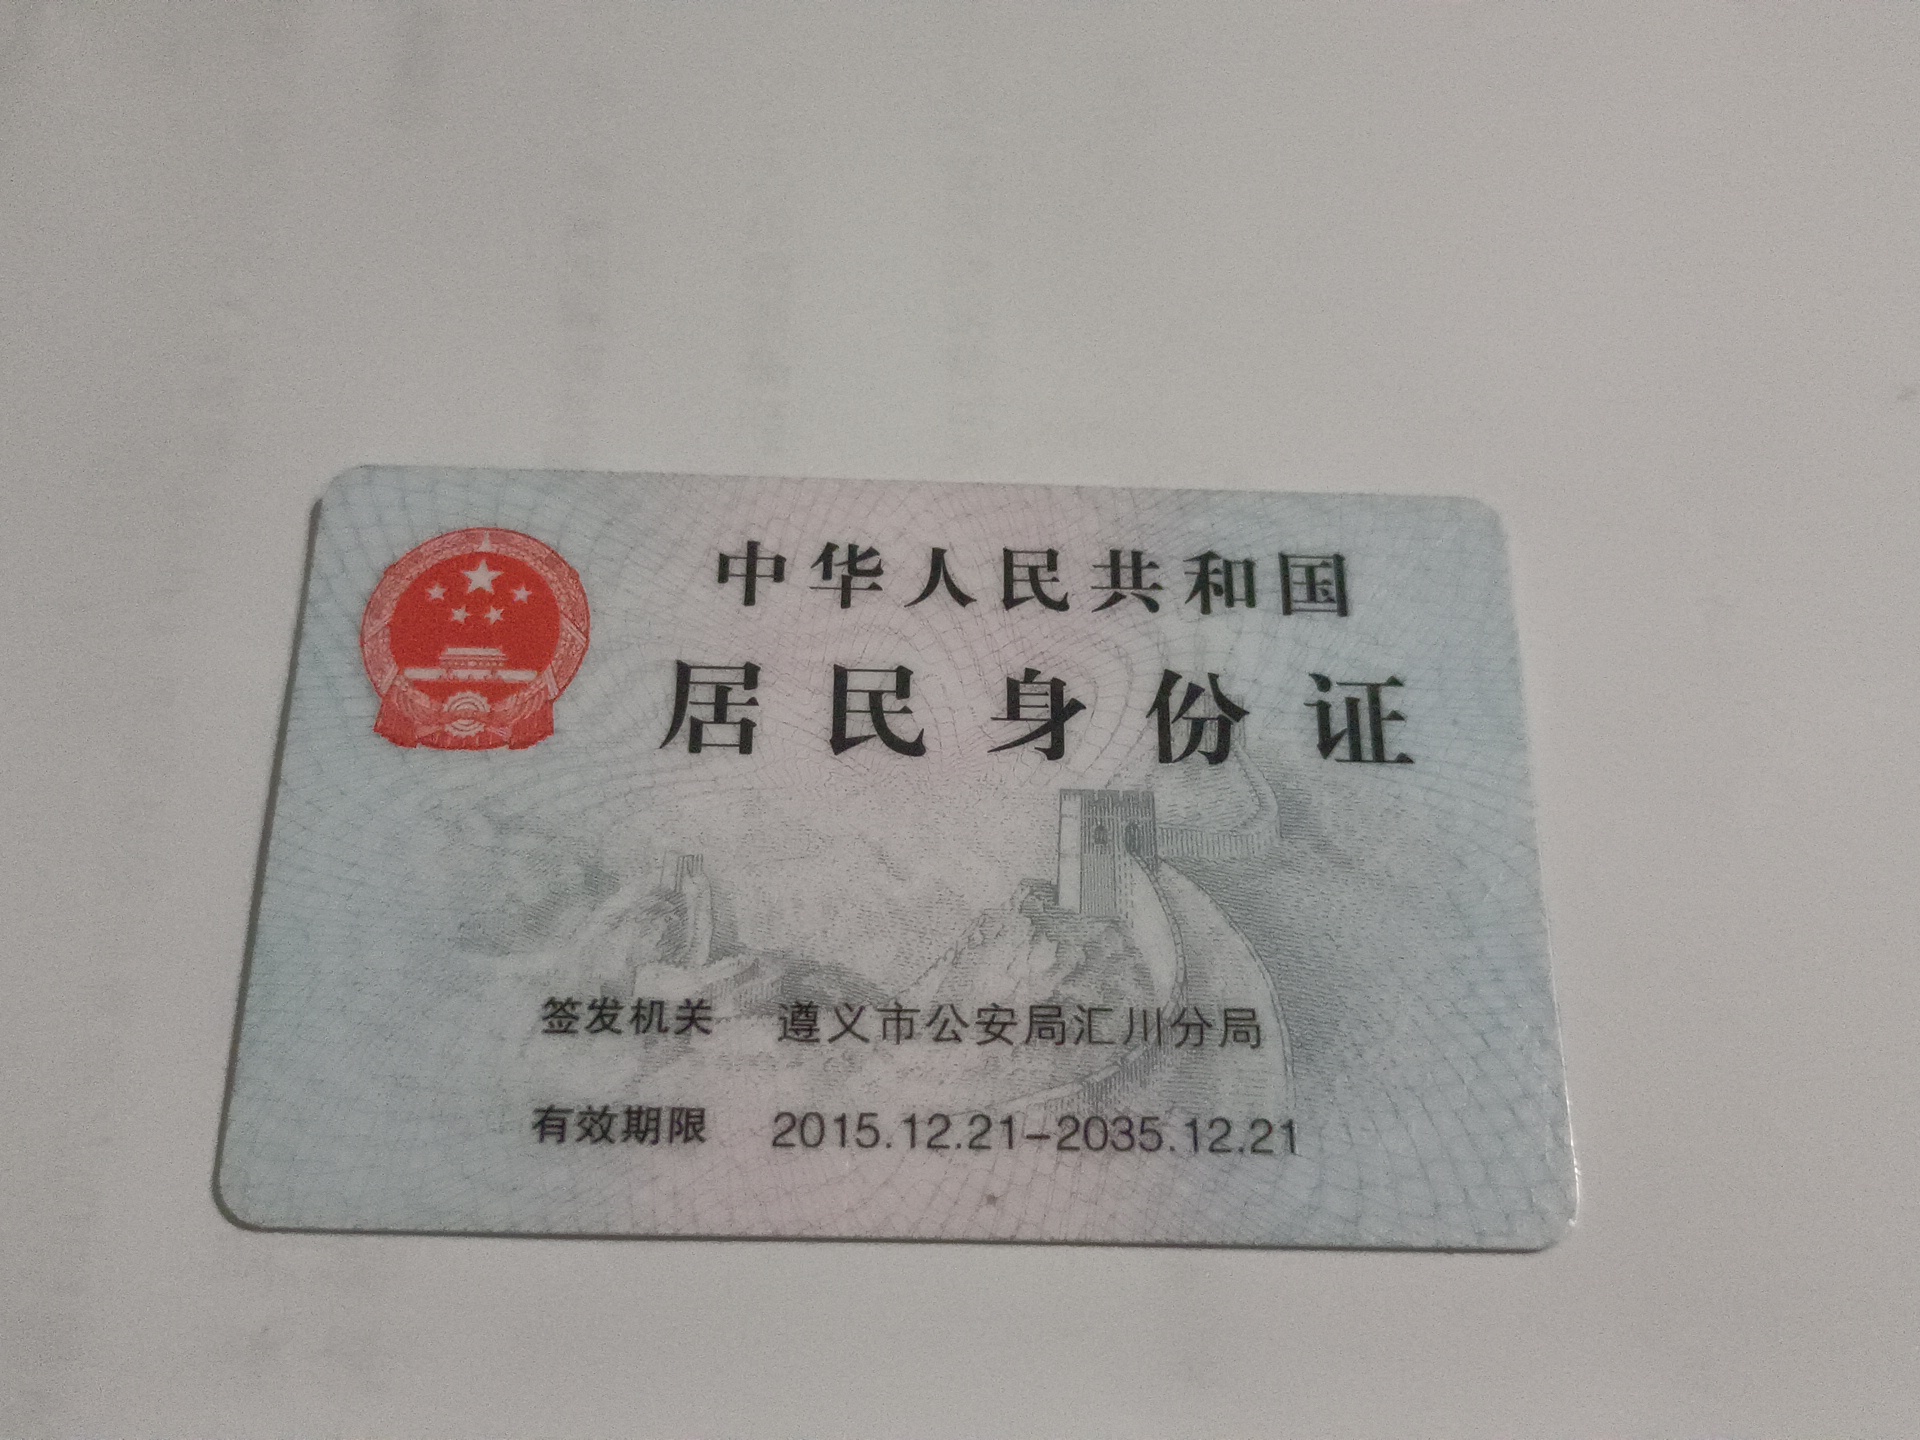 中华人民共和国
居民身份证
签发机关 遵义市公安局汇川分局
有效期限 2015.12.21-2035.12.21